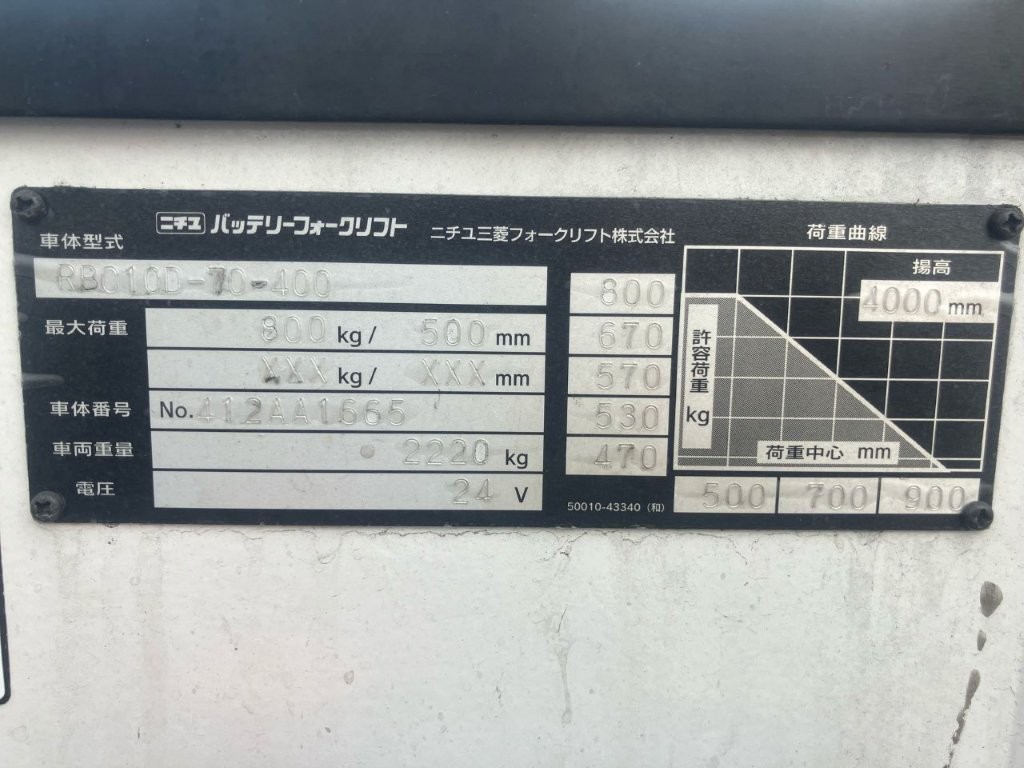 ニチユ バッテリーフォークリフト ニチユ三菱フォークリフト株式会社
車体型式 RBC10D-70-400
最大荷重 800 kg / 500 mm
XXX kg / XXX mm
車体番号 No. 412AA1665
車両重量 2220 kg
電圧 24 V
800
670
570
530
470
50010-43340 (和)
荷重曲線
揚高
4000 mm
許容荷重 kg
荷重中心 mm
500 700 900